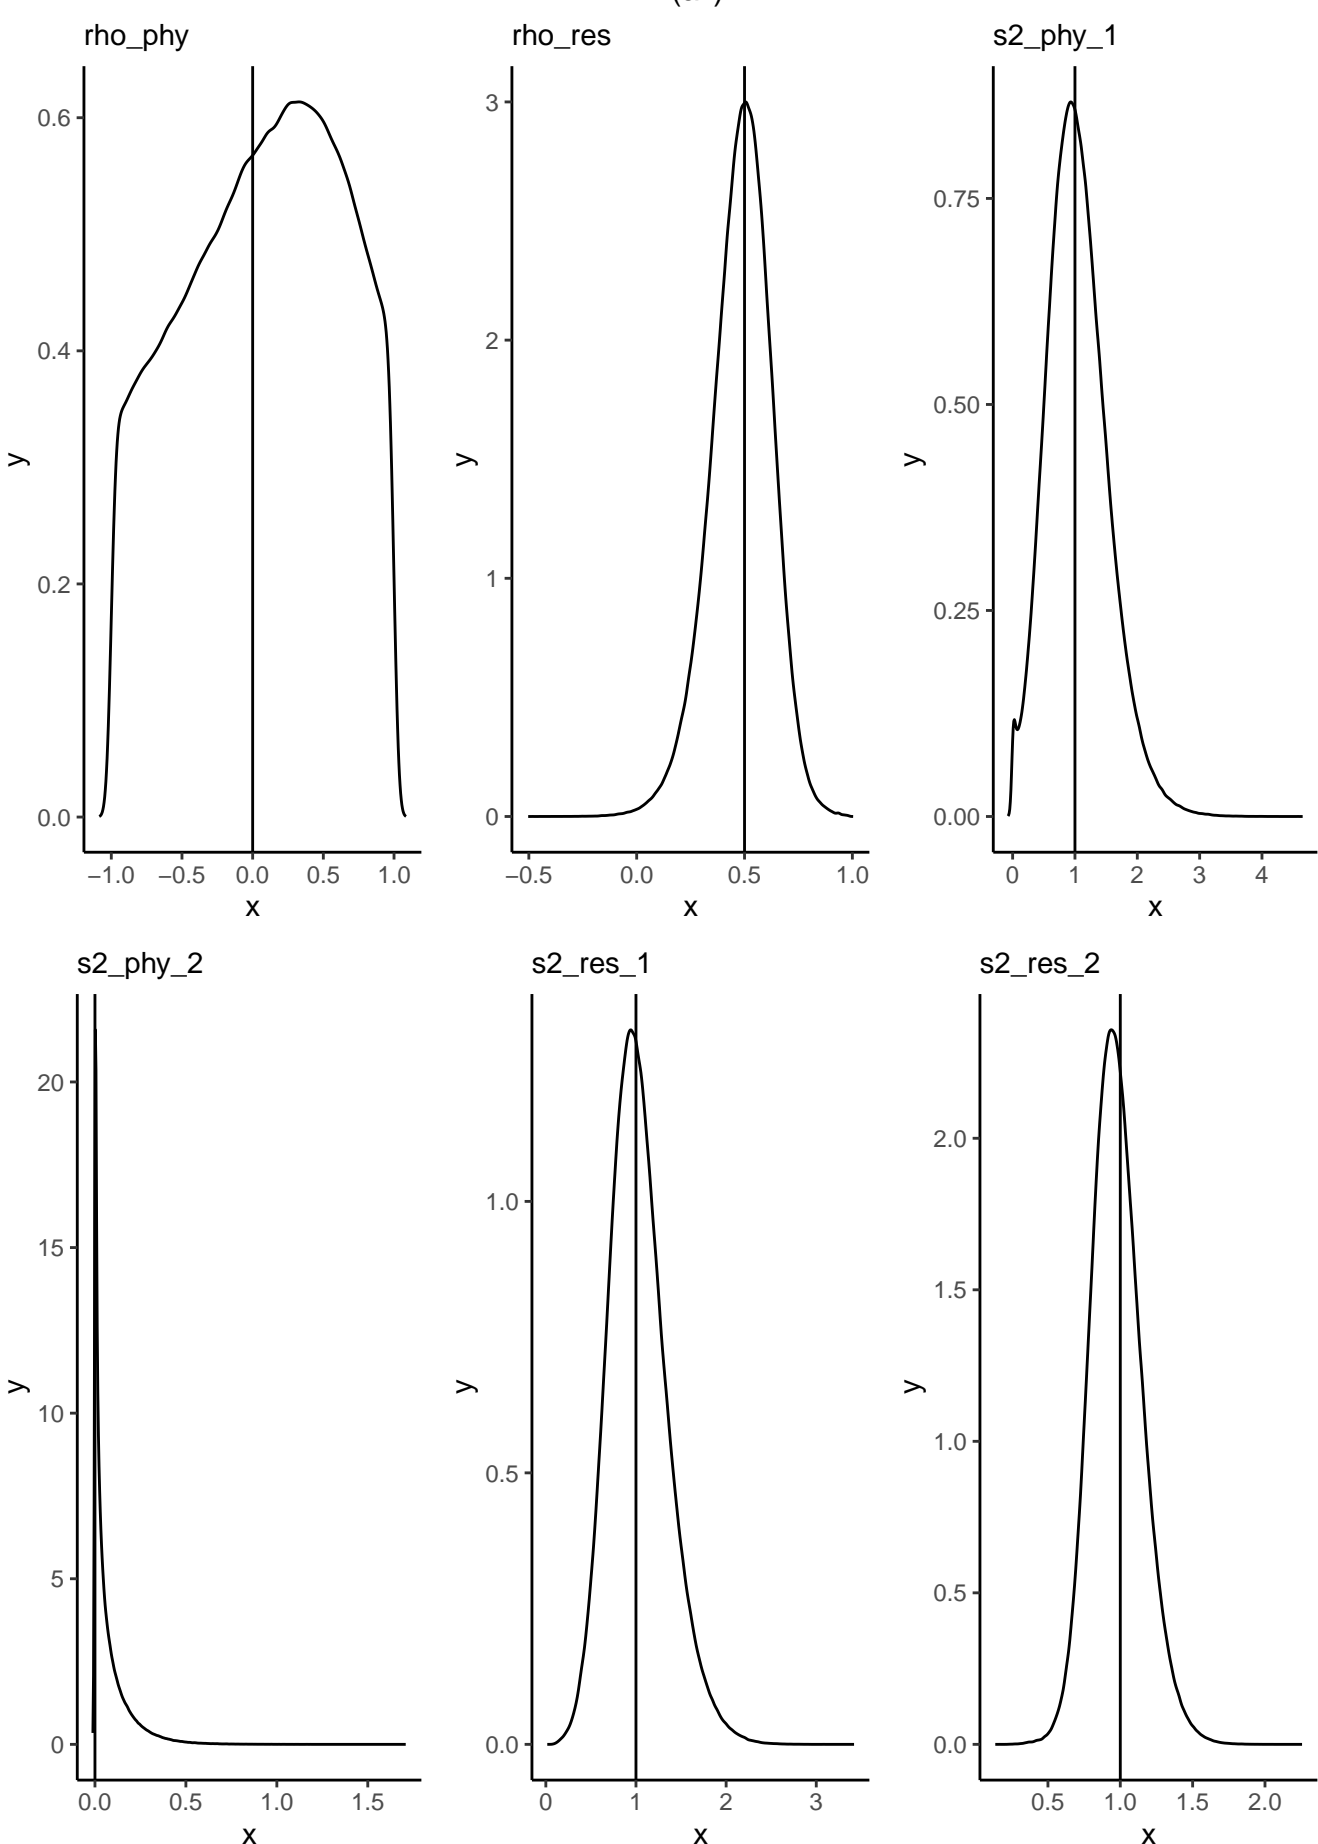 rho_phy rho_res s2_phy_1
0.6 3 0.75
0.4 2 0.50
0.2 1 0.25
0.0 0 0.00
y y y
−1.0 −0.5 0.0 0.5 1.0 −0.5 0.0 0.5 1.0 0 1 2 3 4
x x x
s2_phy_2 s2_res_1 s2_res_2
20 1.0 2.0
15 0.5 1.5
10 0.0 1.0
5 0.5
0 0.0
y y y
0.0 0.5 1.0 1.5 0 1 2 3 0.5 1.0 1.5 2.0
x x x